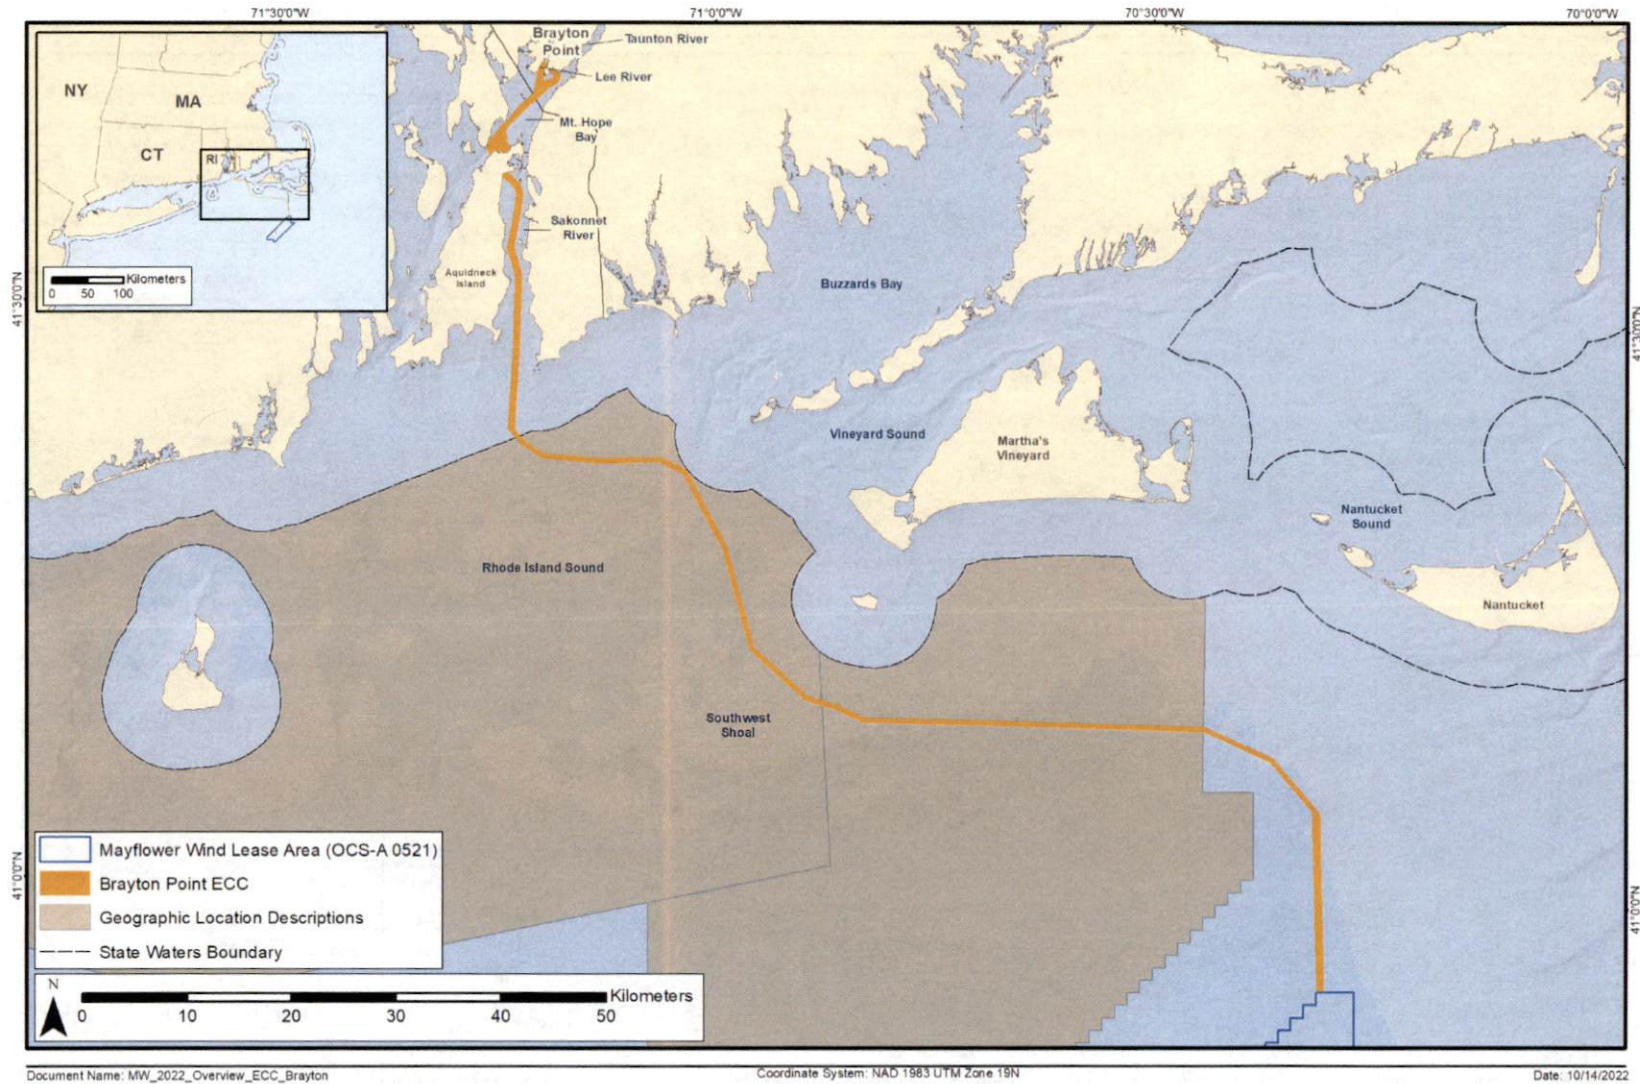 71°30'0"W
71°0'0"W
70°30'0"W
70°0'0"W
NY
MA
CT
RI
Kilometers
0 50 100
Brayton
Point
Taunton River
Lee River
Mt. Hope
Bay
Sakonnet
River
Aquidneck
Island
Buzzards Bay
41°30'0"N
41°30'0"N
Vineyard Sound
Martha's
Vineyard
Nantucket
Sound
Nantucket
Rhode Island Sound
Southwest
Shoal
41°0'0"N
41°0'0"N
Mayflower Wind Lease Area (OCS-A 0521)
Brayton Point ECC
Geographic Location Descriptions
State Waters Boundary
N
Kilometers
0 10 20 30 40 50
Document Name: MW_2022_Overview_ECC_Brayton
Coordinate System: NAD 1983 UTM Zone 19N
Date: 10/14/2022